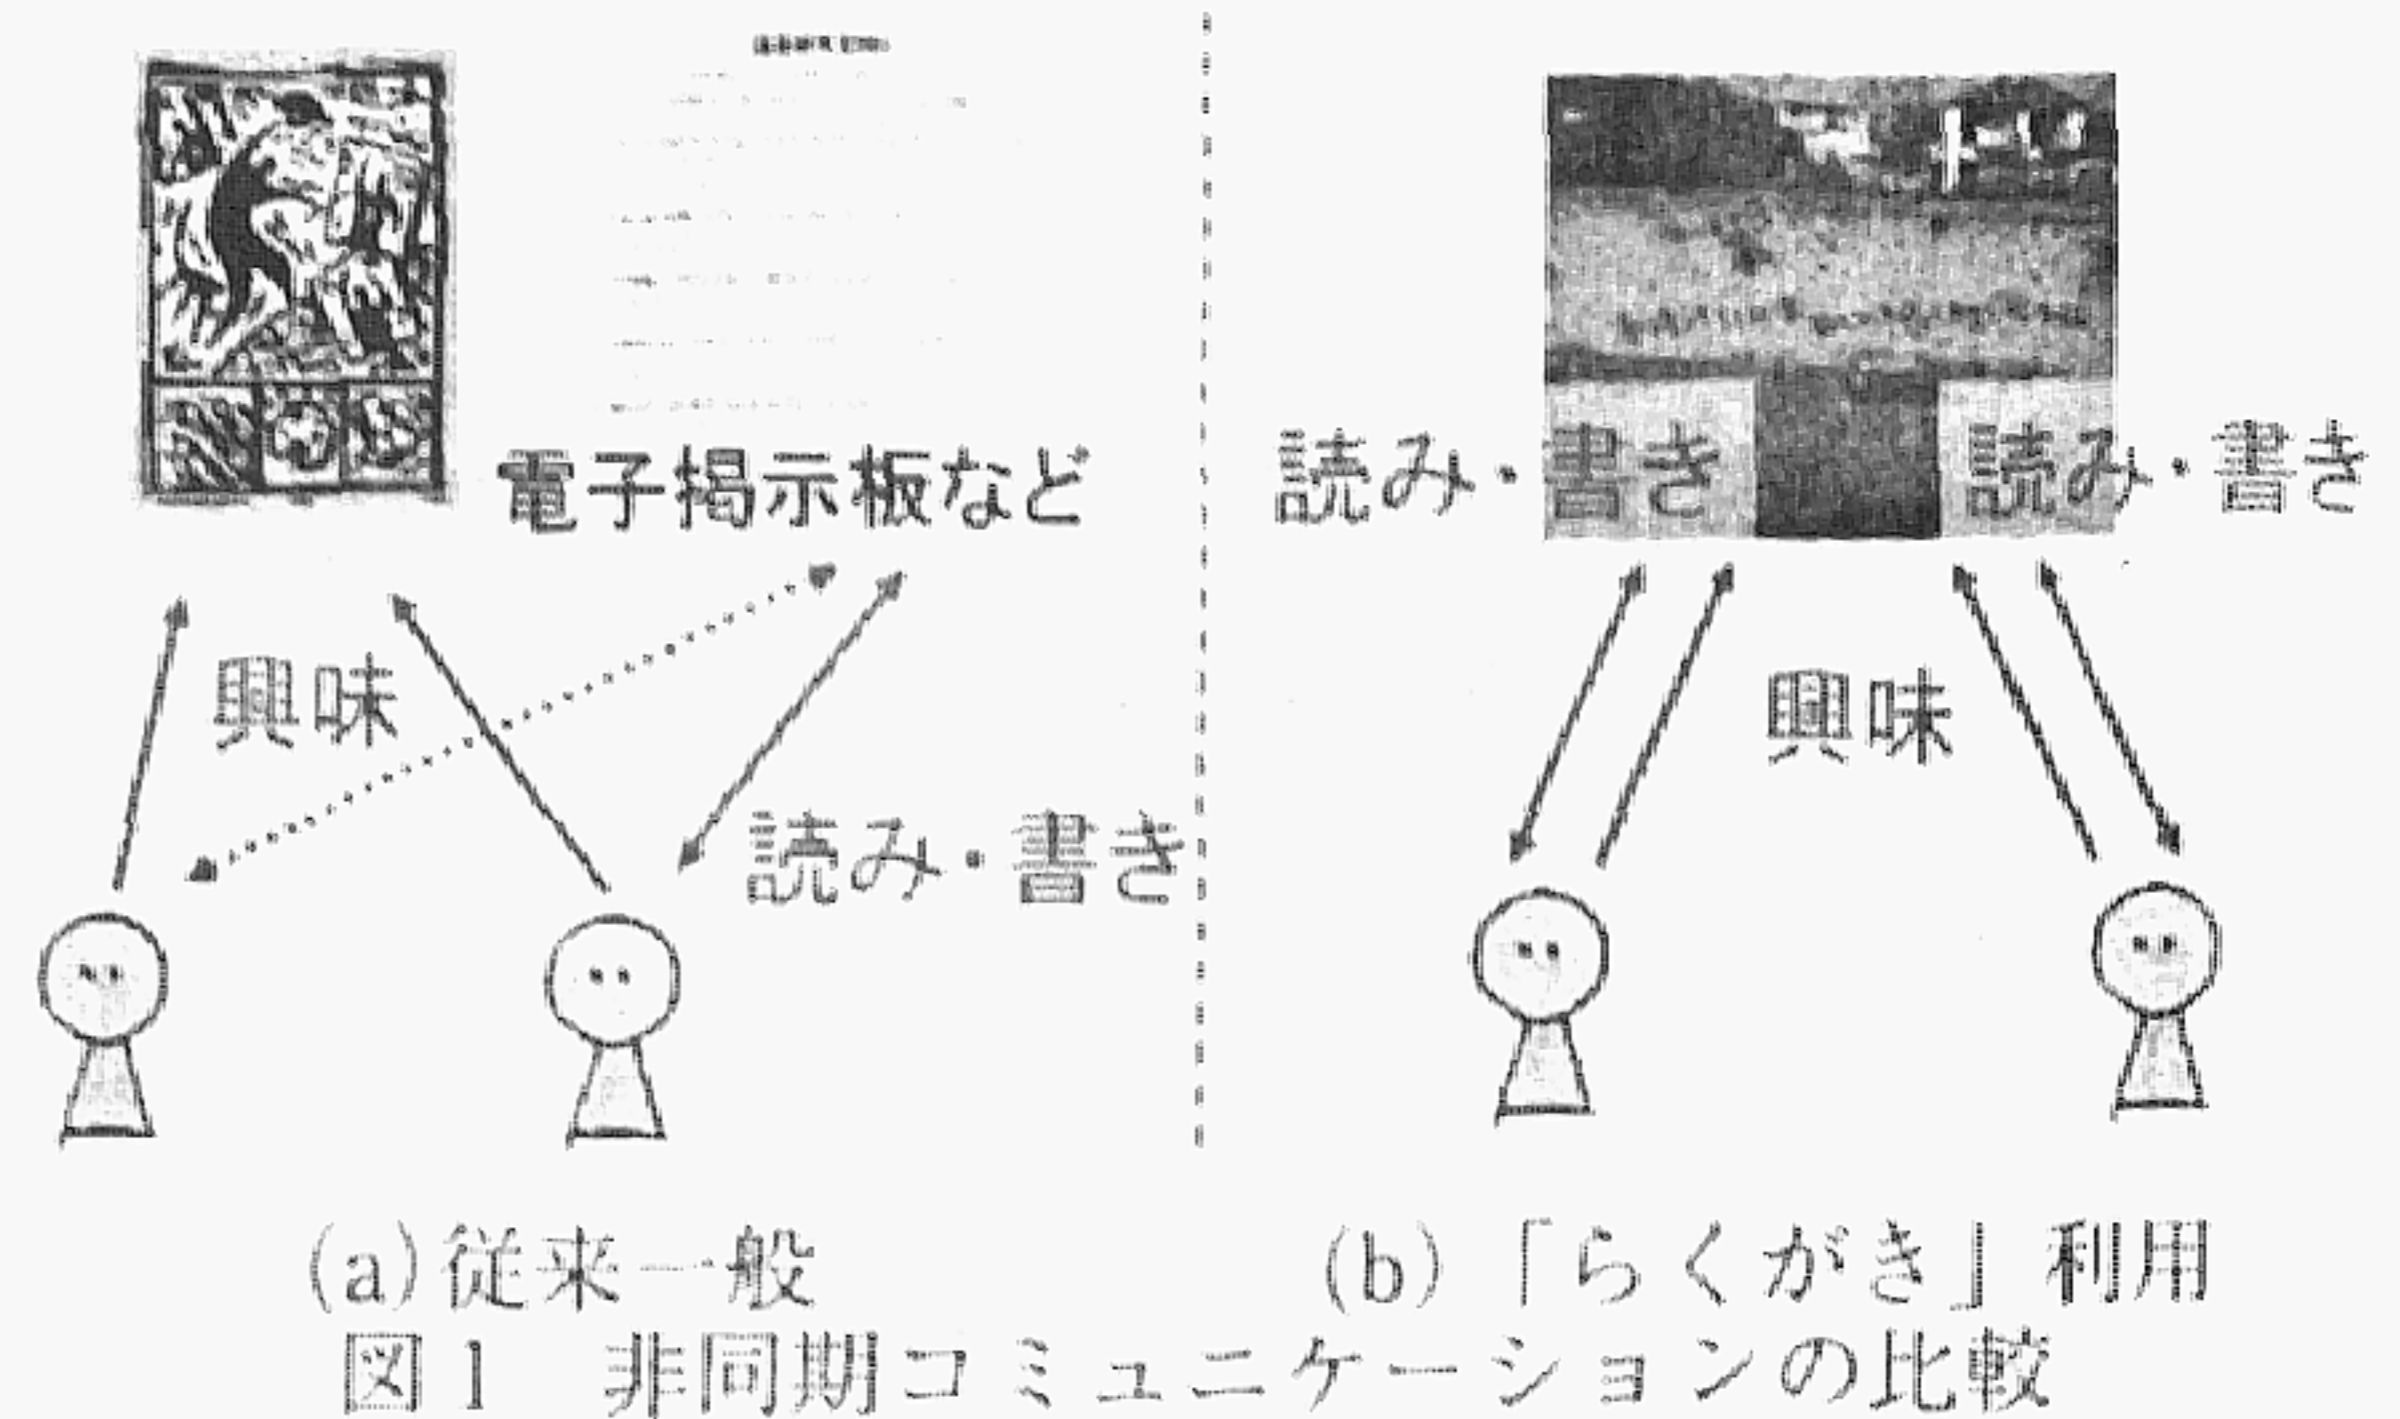 電子掲示板など
興味
読み・書き
読み・書き
読み・書き
興味
(a)従来一般
(b)「らくがき」利用
図1 非同期コミュニケーションの比較